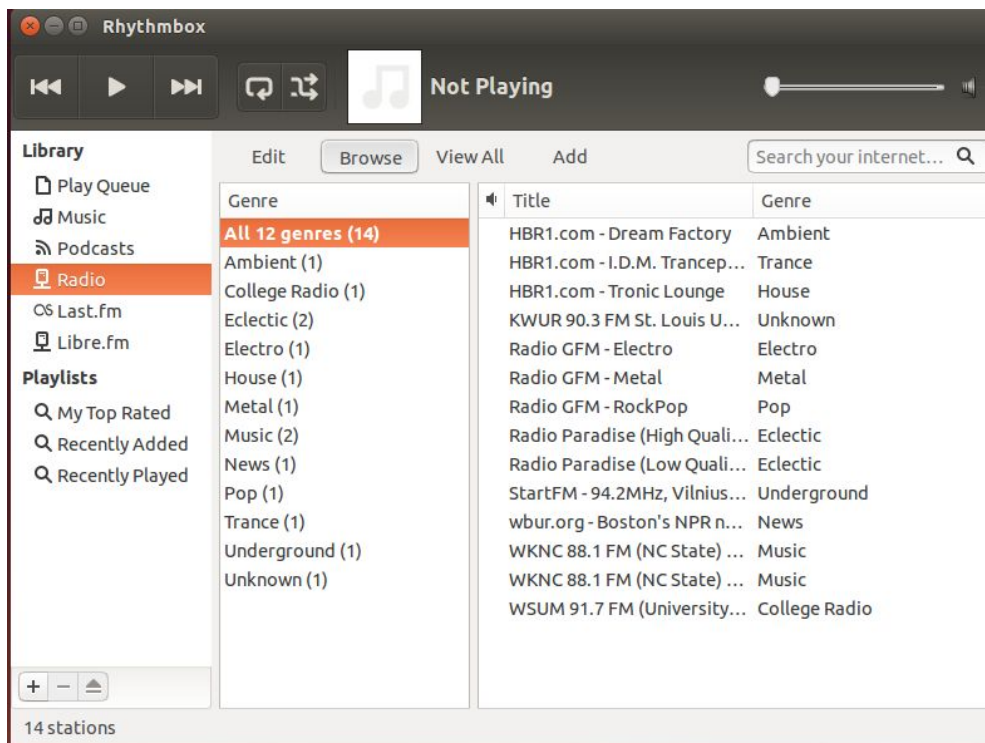 Rhythmbox
Not Playing
Library
Play Queue
Music
Podcasts
Radio
Last.fm
Libre.fm
Playlists
My Top Rated
Recently Added
Recently Played
Edit Browse View All Add Search your internet...
Genre
All 12 genres (14)
Ambient (1)
College Radio (1)
Eclectic (2)
Electro (1)
House (1)
Metal (1)
Music (2)
News (1)
Pop (1)
Trance (1)
Underground (1)
Unknown (1)
Title Genre
HBR1.com - Dream Factory Ambient
HBR1.com - I.D.M. Trancep... Trance
HBR1.com - Tronic Lounge House
KWUR 90.3 FM St. Louis U... Unknown
Radio GFM - Electro Electro
Radio GFM - Metal Metal
Radio GFM - RockPop Pop
Radio Paradise (High Quali... Eclectic
Radio Paradise (Low Quali... Eclectic
StartFM - 94.2MHz, Vilnius... Underground
wbur.org - Boston's NPR n... News
WKNC 88.1 FM (NC State) ... Music
WKNC 88.1 FM (NC State) ... Music
WSUM 91.7 FM (University... College Radio
14 stations